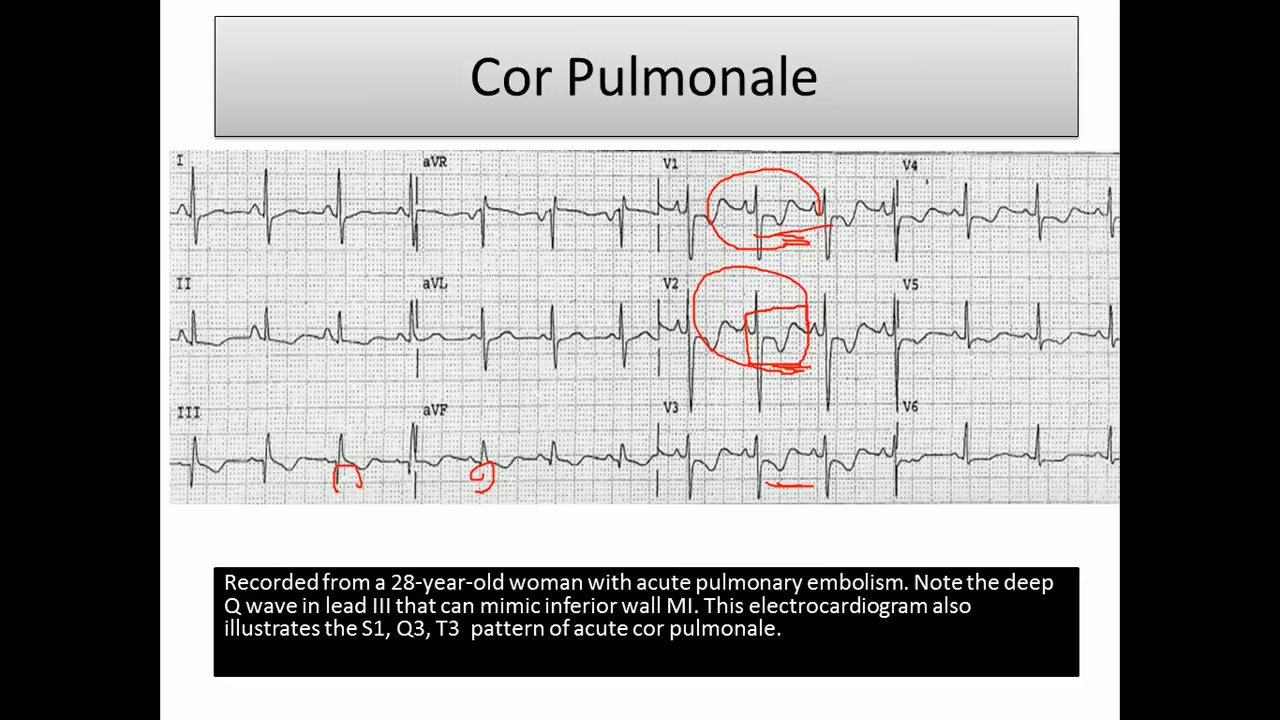 Cor Pulmonale
I aVR V1 V4
II aVL V2 V5
III aVF V3 V6
Recorded from a 28-year-old woman with acute pulmonary embolism. Note the deep
Q wave in lead III that can mimic inferior wall MI. This electrocardiogram also
illustrates the S1, Q3, T3 pattern of acute cor pulmonale.